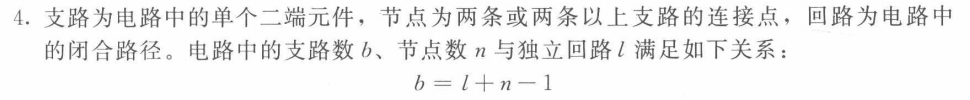 4. 支路为电路中的单个二端元件，节点为两条或两条以上支路的连接点，回路为电路中
的闭合路径。电路中的支路数 b、节点数 n 与独立回路 l 满足如下关系：
b = l + n − 1